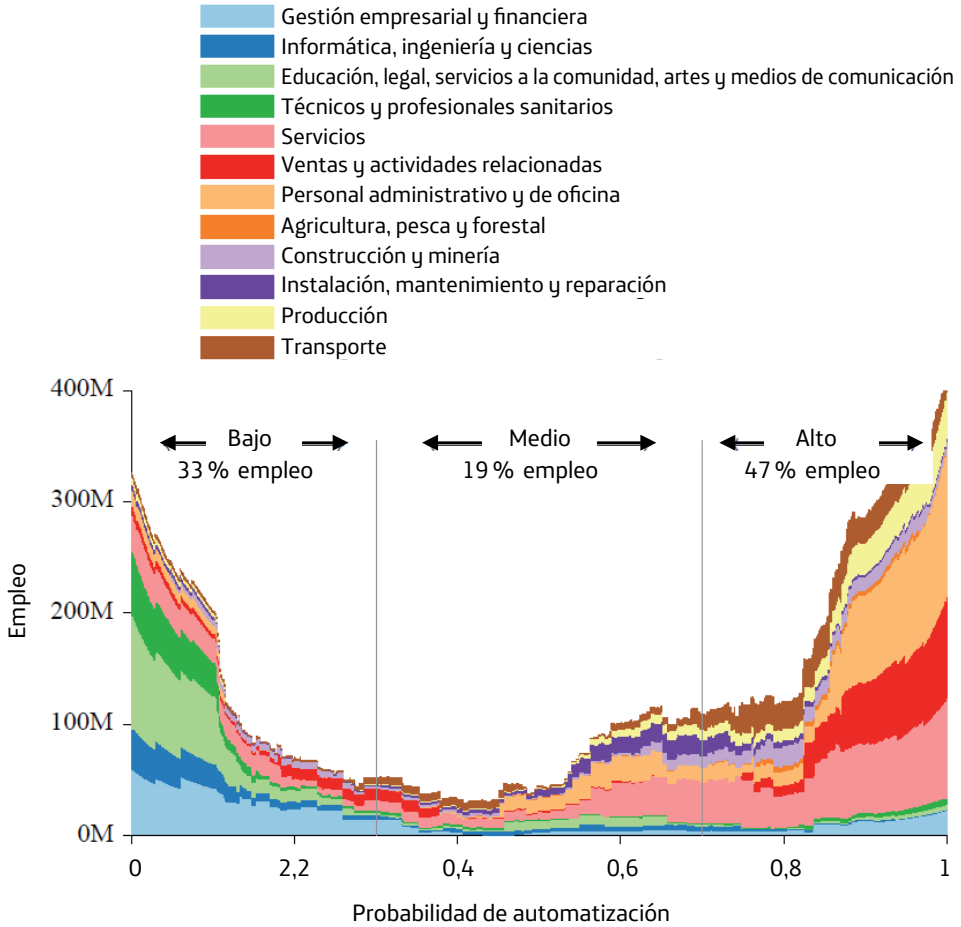 Gestión empresarial y financiera
Informática, ingeniería y ciencias
Educación, legal, servicios a la comunidad, artes y medios de comunicación
Técnicos y profesionales sanitarios
Servicios
Ventas y actividades relacionadas
Personal administrativo y de oficina
Agricultura, pesca y forestal
Construcción y minería
Instalación, mantenimiento y reparación
Producción
Transporte
400M
Bajo
33 % empleo
Medio
19 % empleo
Alto
47 % empleo
300M
200M
100M
0M
Empleo
0
2,2
0,4
0,6
0,8
1
Probabilidad de automatización